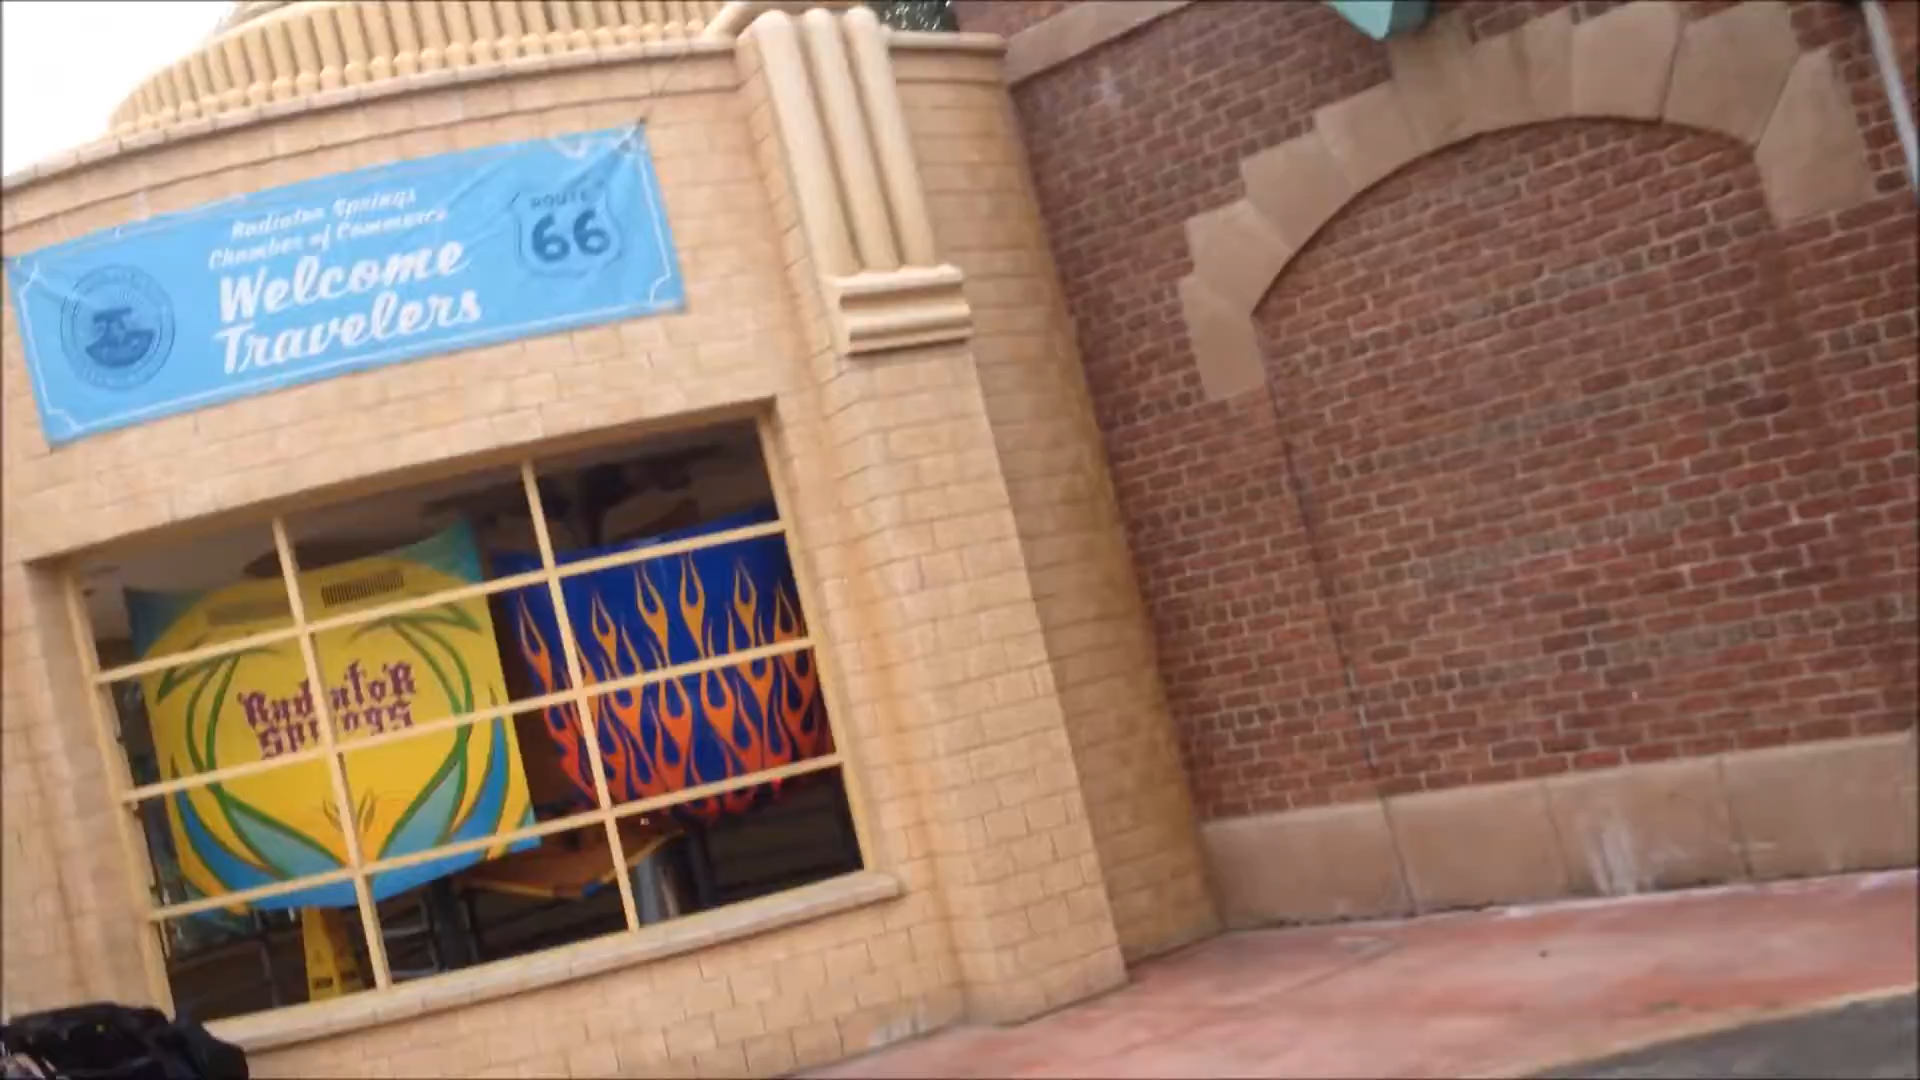 Radiator Springs
Chamber of Commerce
Welcome
Travelers
ROUTE
66
Radiator
Springs